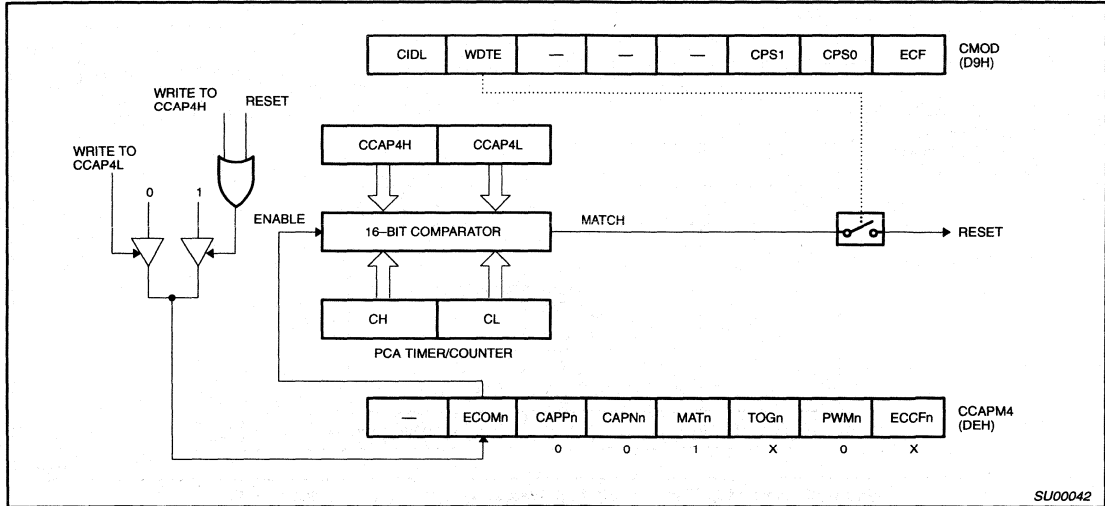 CIDL WDTE — — — CPS1 CPS0 ECF
CMOD
(D9H)
WRITE TO
CCAP4H
RESET
WRITE TO
CCAP4L
0 1
CCAP4H CCAP4L
ENABLE
16–BIT COMPARATOR
MATCH
RESET
CH CL
PCA TIMER/COUNTER
— ECOMn CAPPn CAPNn MATn TOGn PWMn ECCFn
CCAPM4
(DEH)
0 0 1 X 0 X
SU00042